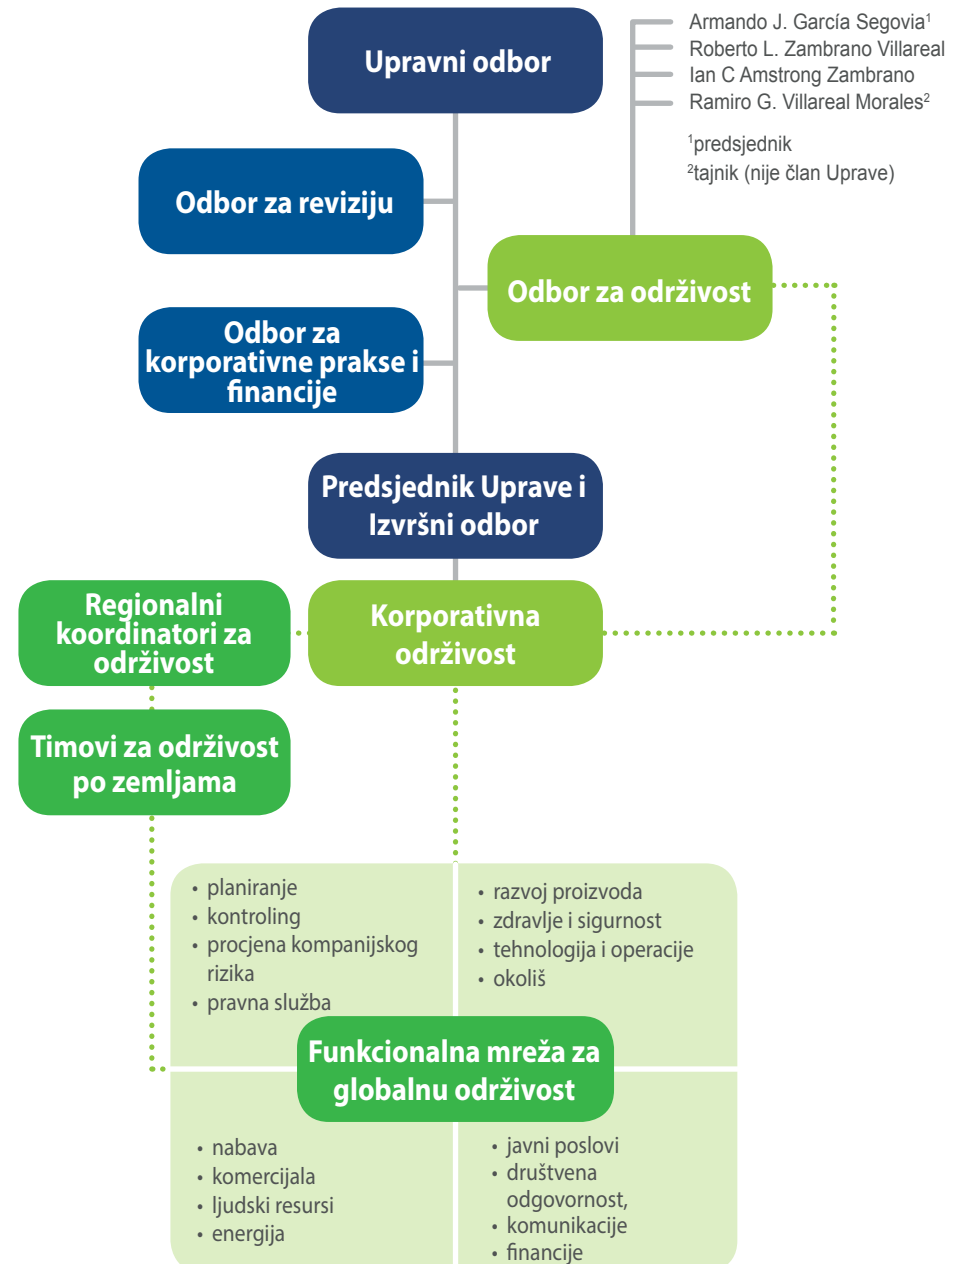 Upravni odbor
Armando J. García Segovia¹
Roberto L. Zambrano Villareal
Ian C Amstrong Zambrano
Ramiro G. Villareal Morales²
¹predsjednik
²tajnik (nije član Uprave)
Odbor za reviziju
Odbor za održivost
Odbor za
korporativne prakse i
financije
Predsjednik Uprave i
Izvršni odbor
Regionalni
koordinatori za
održivost
Korporativna
održivost
Timovi za održivost
po zemljama
• planiranje
• kontroling
• procjena kompanijskog
rizika
• pravna služba
• razvoj proizvoda
• zdravlje i sigurnost
• tehnologija i operacije
• okoliš
Funkcionalna mreža za
globalnu održivost
• nabava
• komercijala
• ljudski resursi
• energija
• javni poslovi
• društvena
odgovornost,
• komunikacije
• financije